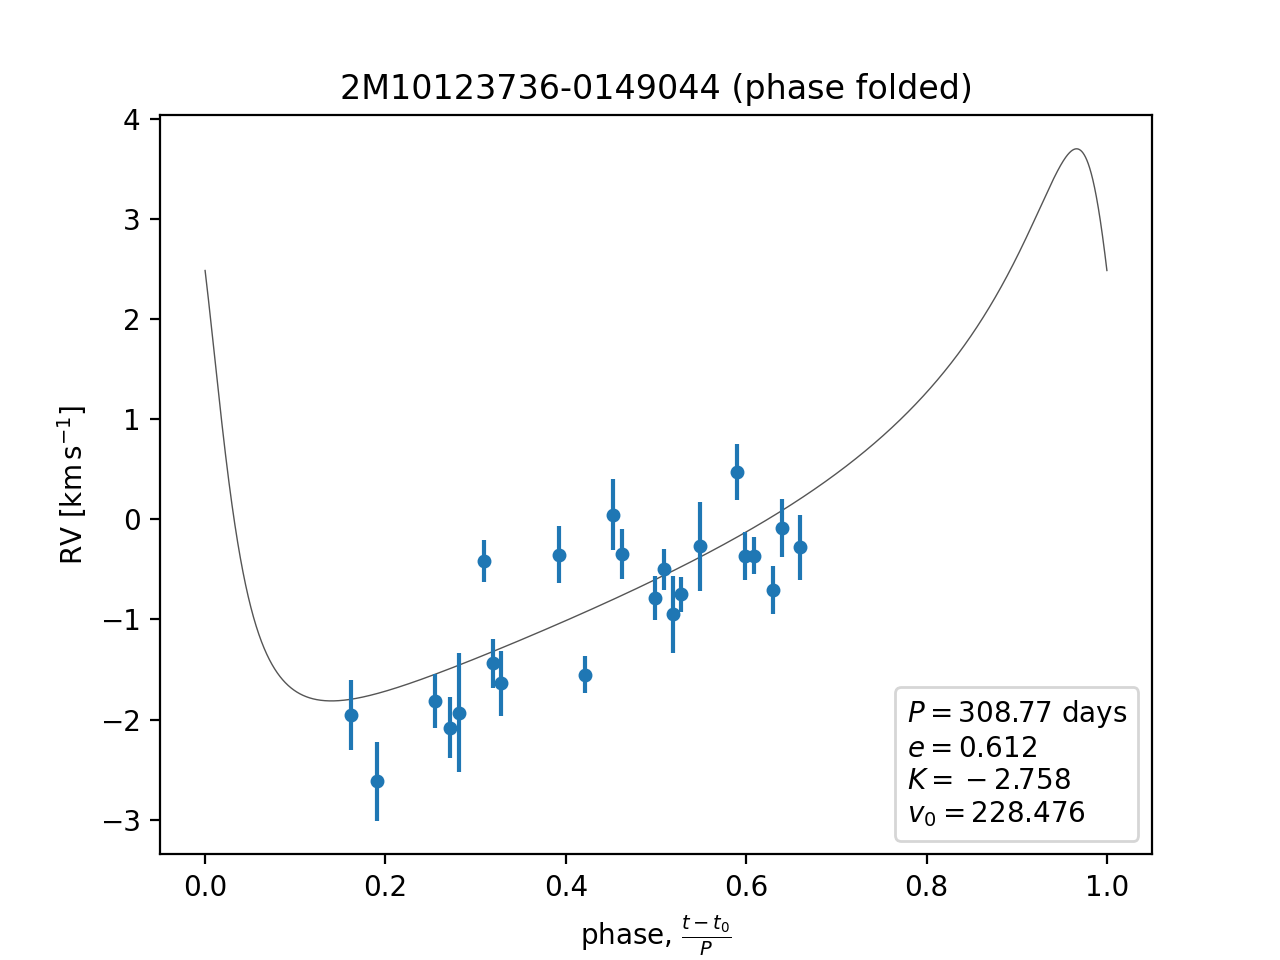 2M10123736-0149044 (phase folded)
4
3
2
1
0
−1
−2
−3
RV [km s⁻¹]
P = 308.77 days
e = 0.612
K = −2.758
v₀ = 228.476
0.0 0.2 0.4 0.6 0.8 1.0
phase, (t − t₀)/P